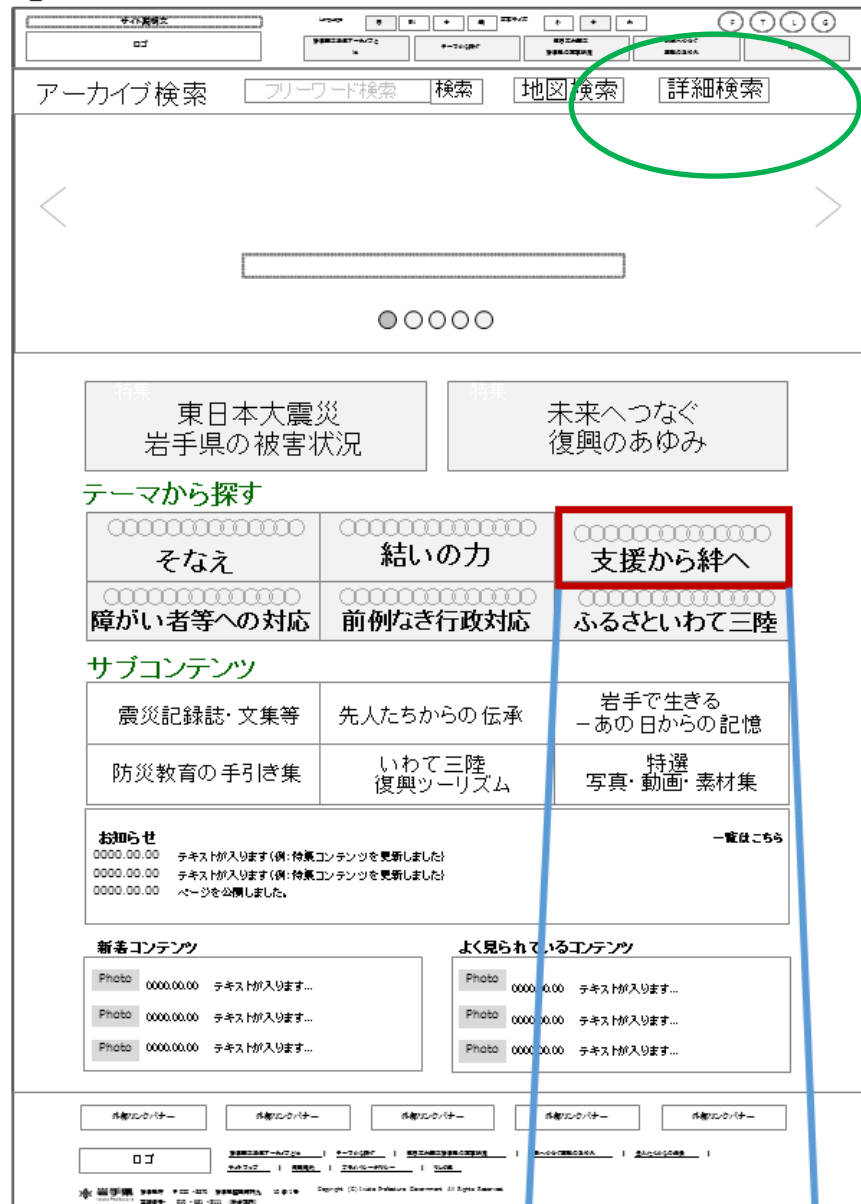 サイト説明文
ロゴ
F T L G
アーカイブ検索 フリーワード検索 検索 地図検索 詳細検索
特集
東日本大震災
岩手県の被害状況
特集
未来へつなぐ
復興のあゆみ
テーマから探す
〇〇〇〇〇〇〇〇〇〇〇〇〇〇
そなえ
〇〇〇〇〇〇〇〇〇〇〇〇〇〇
結いの力
〇〇〇〇〇〇〇〇〇〇〇〇〇〇
支援から絆へ
〇〇〇〇〇〇〇〇〇〇〇〇〇〇
障がい者等への対応
〇〇〇〇〇〇〇〇〇〇〇〇〇〇
前例なき行政対応
〇〇〇〇〇〇〇〇〇〇〇〇〇〇
ふるさといわて三陸
サブコンテンツ
震災記録誌・文集等
先人たちからの伝承
岩手で生きる
－あの日からの記憶
防災教育の手引き集
いわて三陸
復興ツーリズム
特選
写真・動画・素材集
お知らせ 一覧はこちら
0000.00.00 テキストが入ります(例:特集コンテンツを更新しました)
0000.00.00 テキストが入ります(例:特集コンテンツを更新しました)
0000.00.00 ページを公開しました。
新着コンテンツ
Photo 0000.00.00 テキストが入ります...
Photo 0000.00.00 テキストが入ります...
Photo 0000.00.00 テキストが入ります...
よく見られているコンテンツ
Photo 0000.00.00 テキストが入ります...
Photo 0000.00.00 テキストが入ります...
Photo 0000.00.00 テキストが入ります...
外部リンクバナー 外部リンクバナー 外部リンクバナー 外部リンクバナー 外部リンクバナー
ロゴ
岩手県
Copyright (C) Iwate Prefecture Government All Rights Reserved.